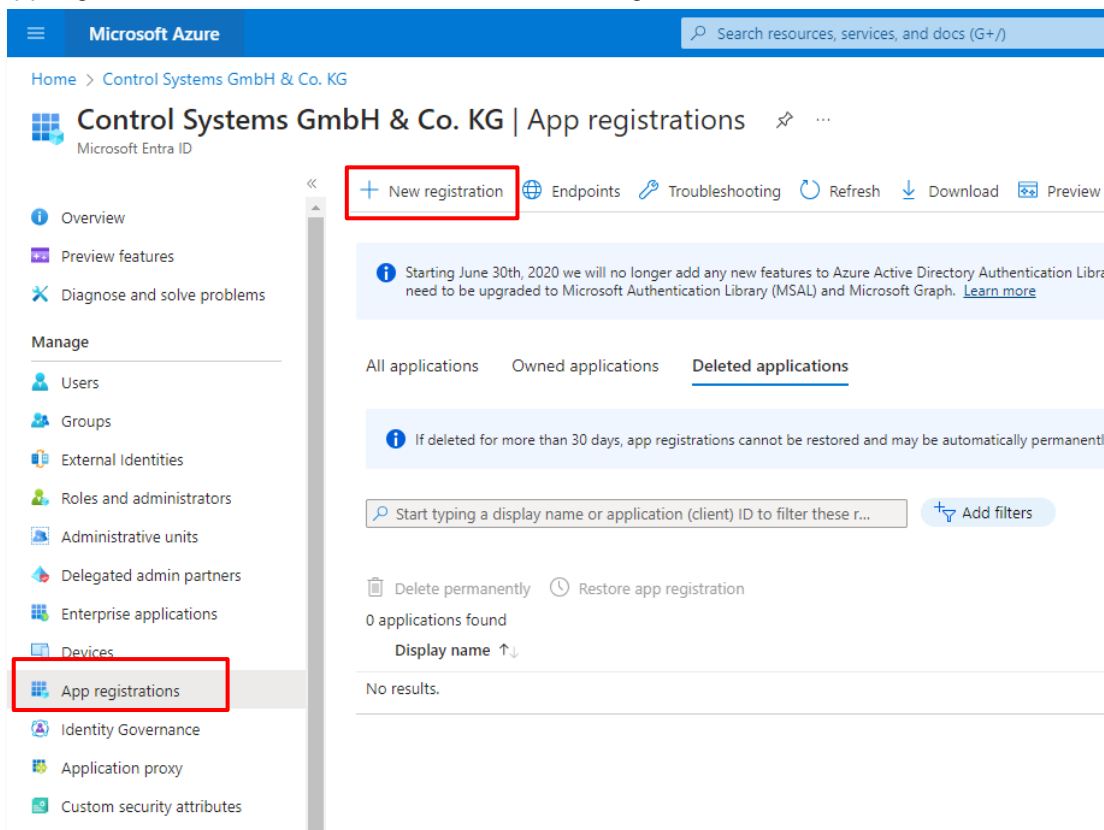 Microsoft Azure
Search resources, services, and docs (G+/)
Home > Control Systems GmbH & Co. KG
Control Systems GmbH & Co. KG | App registrations
Microsoft Entra ID
New registration
Endpoints
Troubleshooting
Refresh
Download
Preview
Overview
Preview features
Diagnose and solve problems
Manage
Users
Groups
External Identities
Roles and administrators
Administrative units
Delegated admin partners
Enterprise applications
Devices
App registrations
Identity Governance
Application proxy
Custom security attributes
Starting June 30th, 2020 we will no longer add any new features to Azure Active Directory Authentication Libra
need to be upgraded to Microsoft Authentication Library (MSAL) and Microsoft Graph. Learn more
All applications
Owned applications
Deleted applications
If deleted for more than 30 days, app registrations cannot be restored and may be automatically permanentl
Start typing a display name or application (client) ID to filter these r...
Add filters
Delete permanently
Restore app registration
0 applications found
Display name
No results.